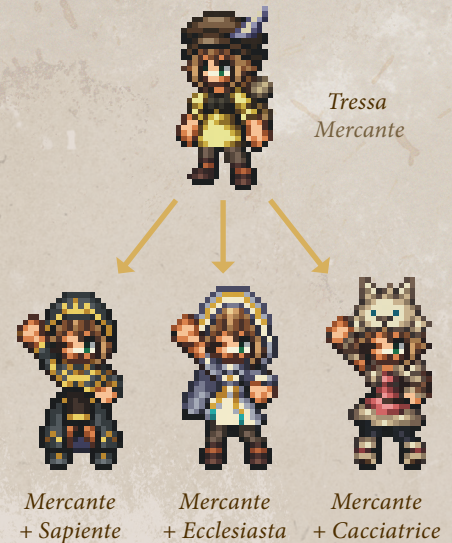 Tressa
Mercante
Mercante
+ Sapiente
Mercante
+ Ecclesiasta
Mercante
+ Cacciatrice